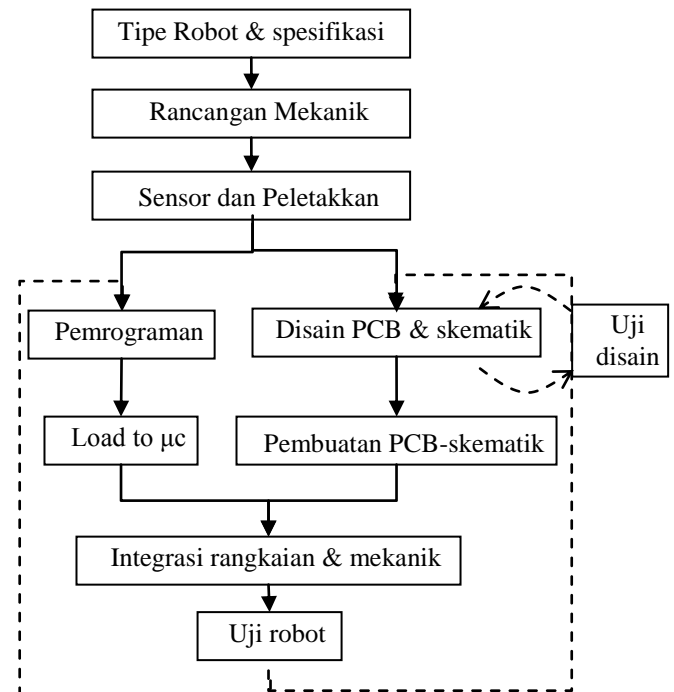 Tipe Robot & spesifikasi
Rancangan Mekanik
Sensor dan Peletakkan
Pemrograman
Disain PCB & skematik
Uji
disain
Load to μc
Pembuatan PCB-skematik
Integrasi rangkaian & mekanik
Uji robot